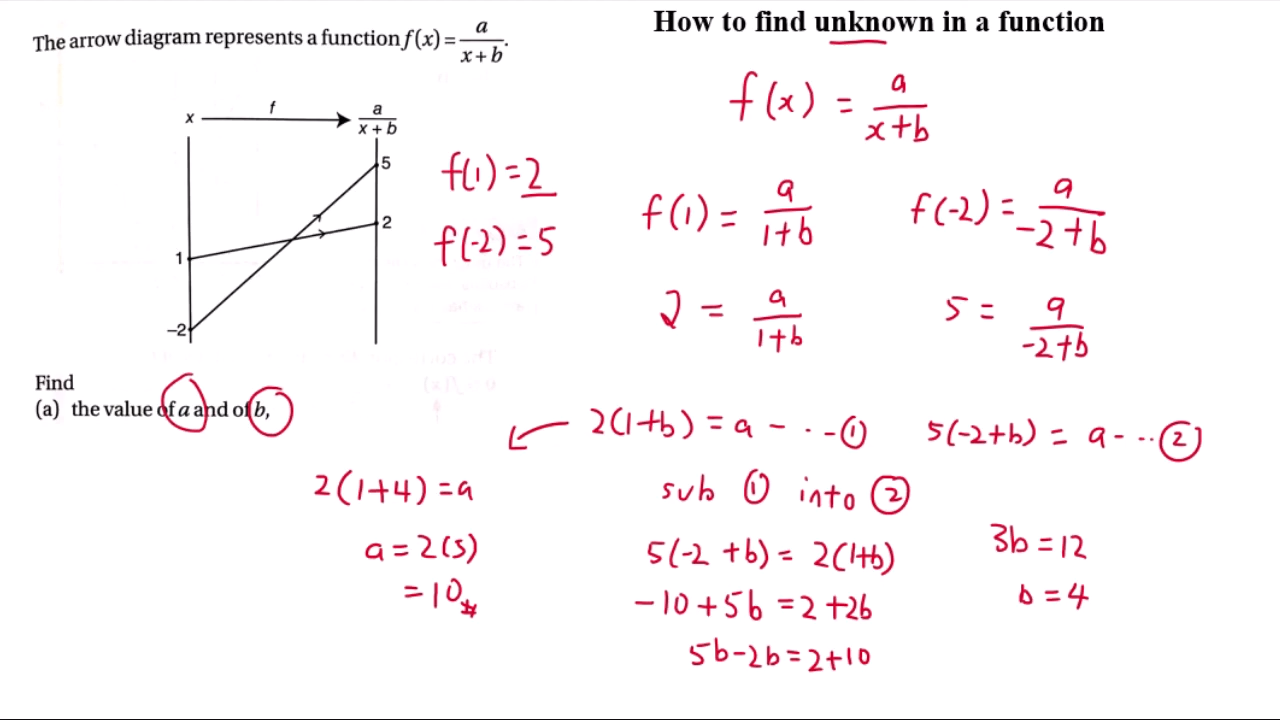 How to find unknown in a function
The arrow diagram represents a function f(x) = a/(x + b).
x f a/(x + b)
5
2
1
−2
f(1) = 2
f(-2) = 5
Find
(a) the value of a and of b,
f(x) = a/(x+b)
f(1) = a/(1+b)
f(-2) = a/(-2+b)
2 = a/(1+b)
5 = a/(-2+b)
2(1+b) = a - - - - ①
5(-2+b) = a - - - - ②
sub ① into ②
5(-2 + b) = 2(1+b)
-10 + 5b = 2 + 2b
5b - 2b = 2 + 10
3b = 12
b = 4
2(1+4) = a
a = 2(5)
= 10